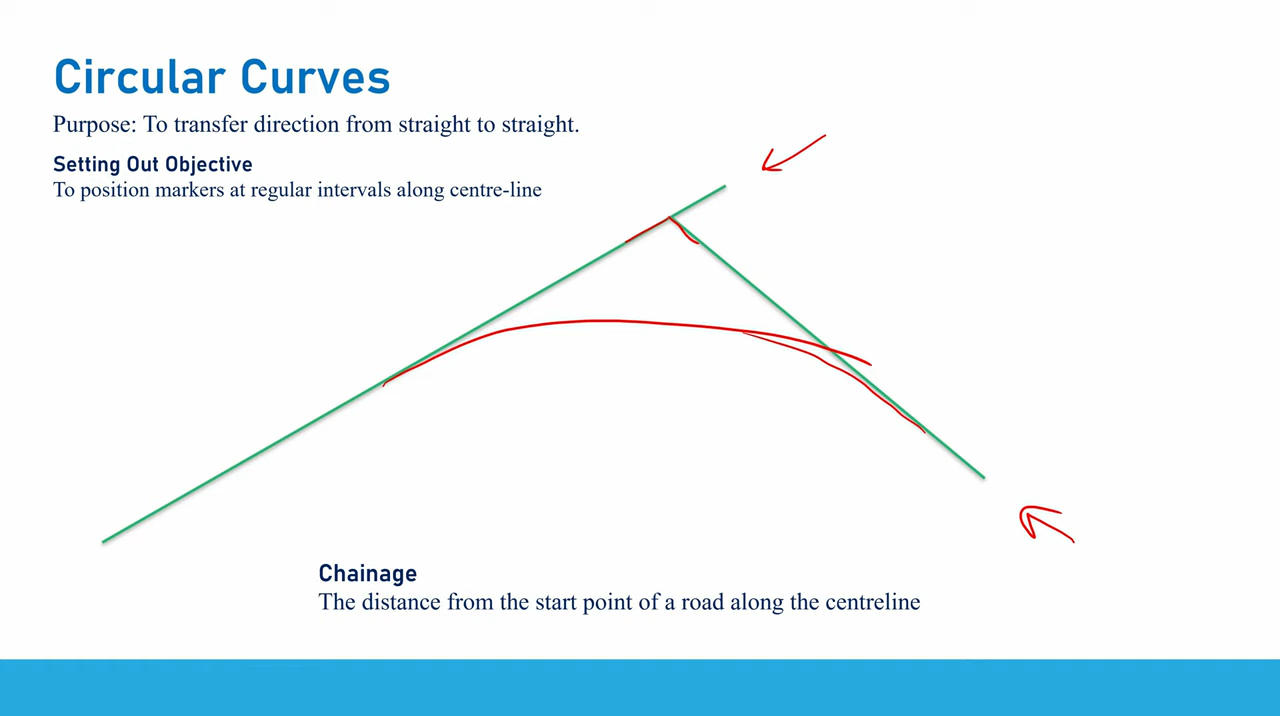 Circular Curves
Purpose: To transfer direction from straight to straight.
Setting Out Objective
To position markers at regular intervals along centre-line
Chainage
The distance from the start point of a road along the centreline